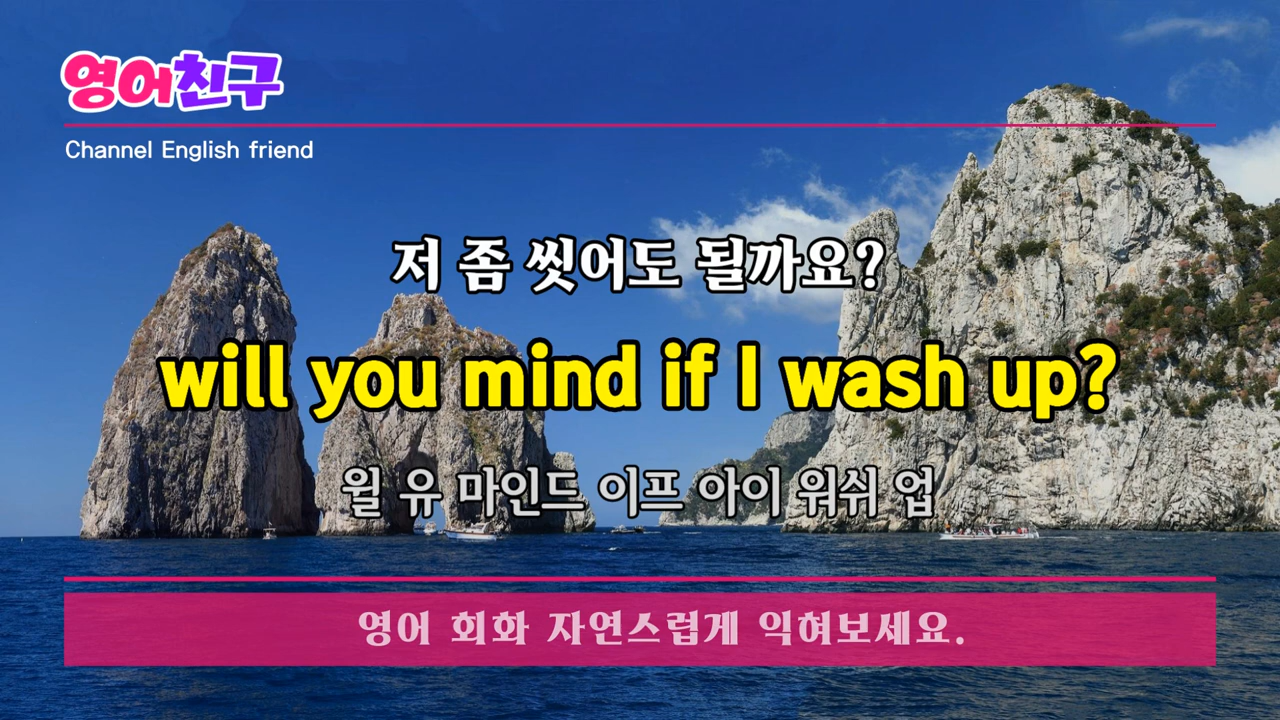 영어친구
Channel English friend
저 좀 씻어도 될까요?
will you mind if I wash up?
윌 유 마인드 이프 아이 워쉬 업
영어 회화 자연스럽게 익혀보세요.